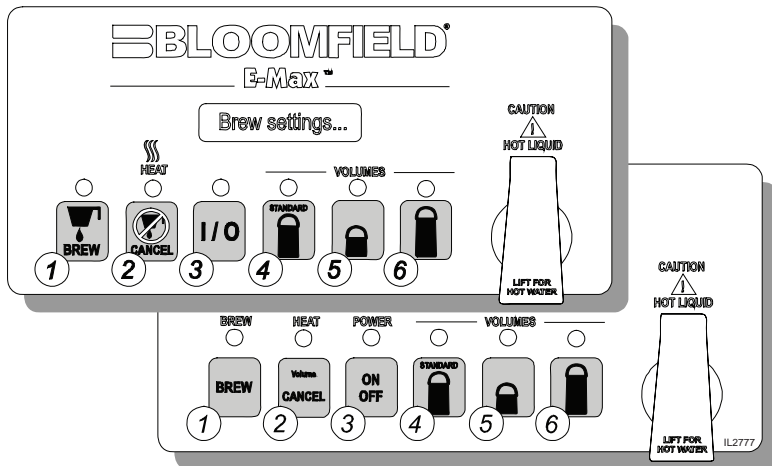 BLOOMFIELD®
E-Max™
Brew settings...
CAUTION
!
HOT LIQUID
HEAT
VOLUMES
BREW
CANCEL
I / O
STANDARD
1 2 3 4 5 6
LIFT FOR
HOT WATER
CAUTION
!
HOT LIQUID
BREW HEAT POWER VOLUMES
BREW
Volume
CANCEL
ON
OFF
STANDARD
1 2 3 4 5 6
LIFT FOR
HOT WATER
IL2777